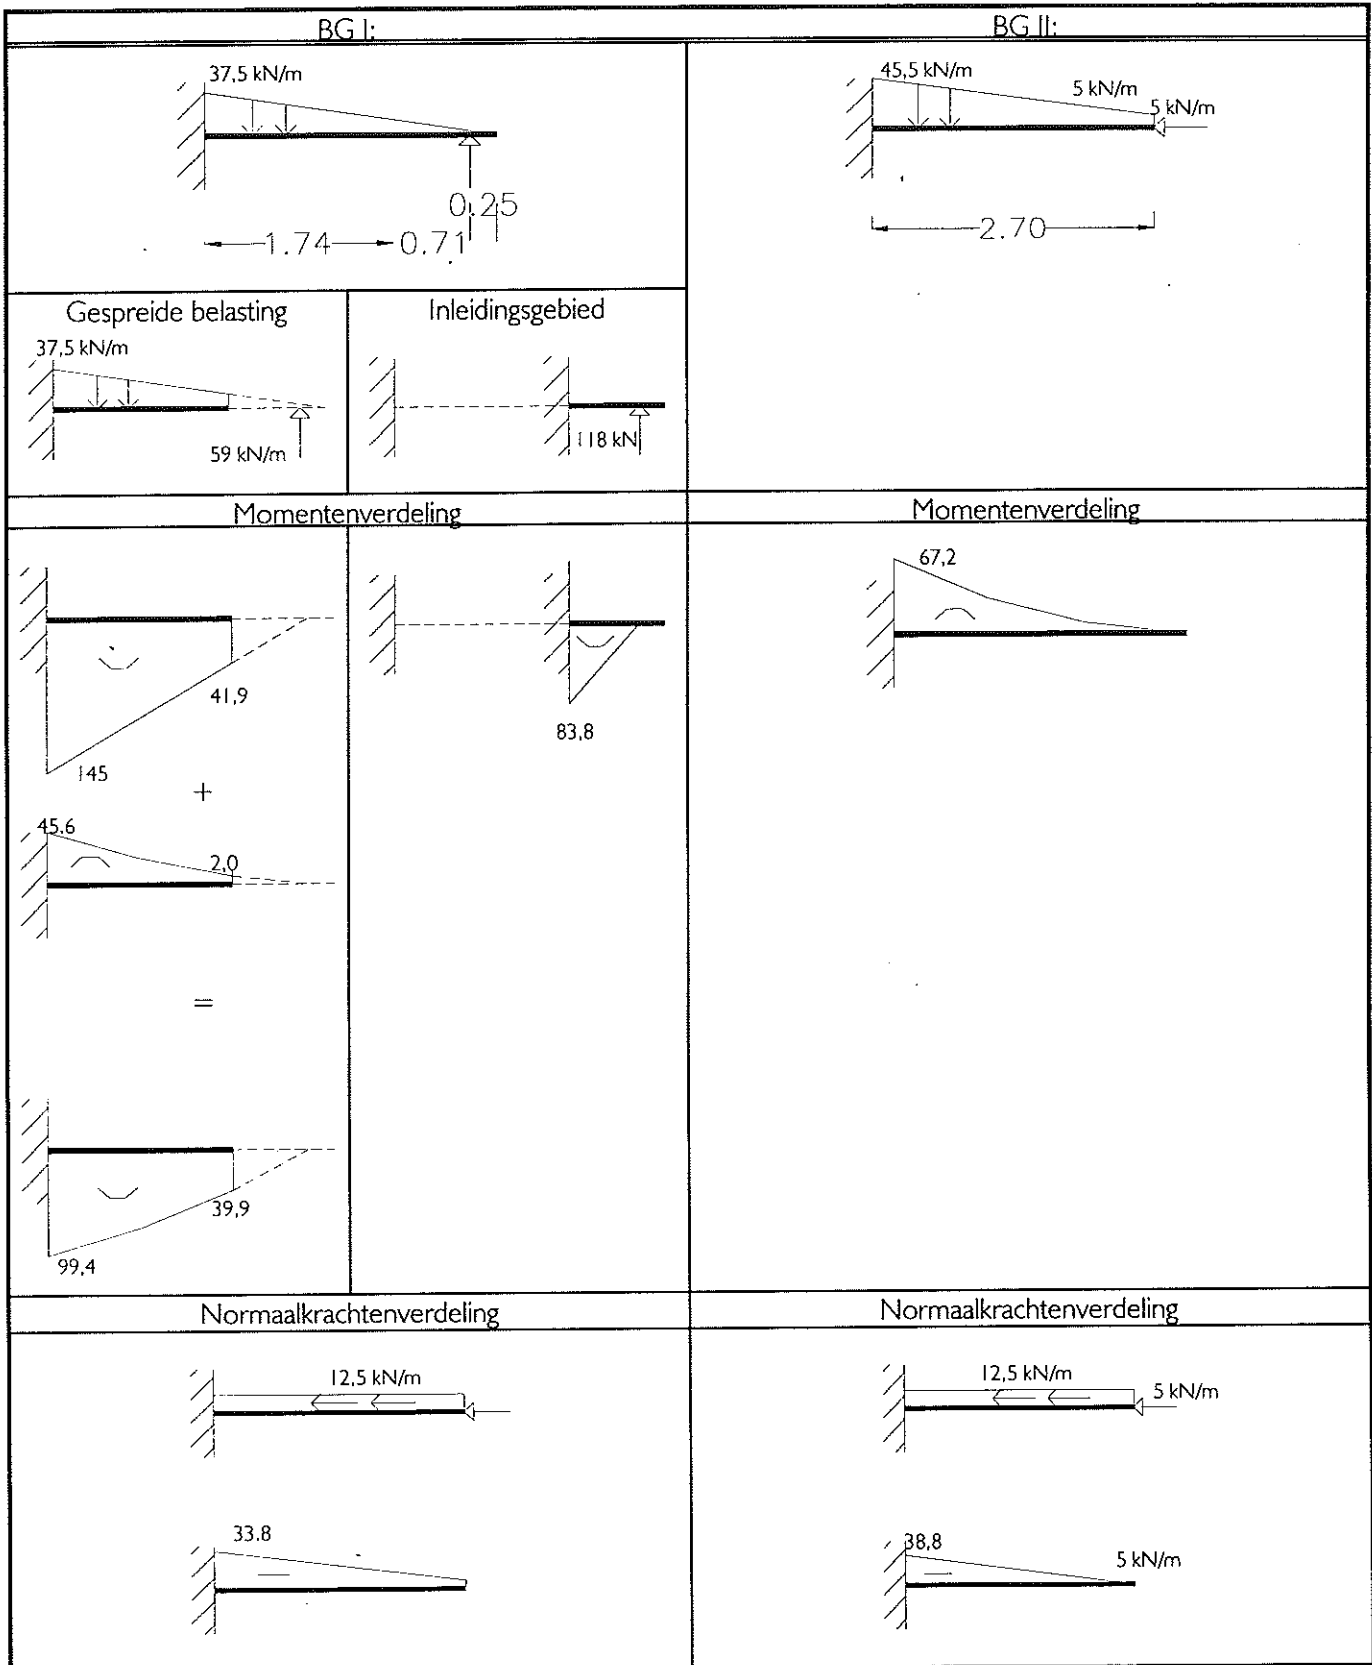 BG I:
BG II:
37,5 kN/m
0.25
1.74
0.71
45,5 kN/m
5 kN/m
5 kN/m
2.70
Gespreide belasting
37,5 kN/m
59 kN/m
Inleidingsgebied
118 kN
Momentenverdeling
Momentenverdeling
41,9
145
+
45.6
2,0
=
39,9
99,4
83,8
67,2
Normaalkrachtenverdeling
Normaalkrachtenverdeling
12,5 kN/m
33.8
12,5 kN/m
5 kN/m
38,8
5 kN/m